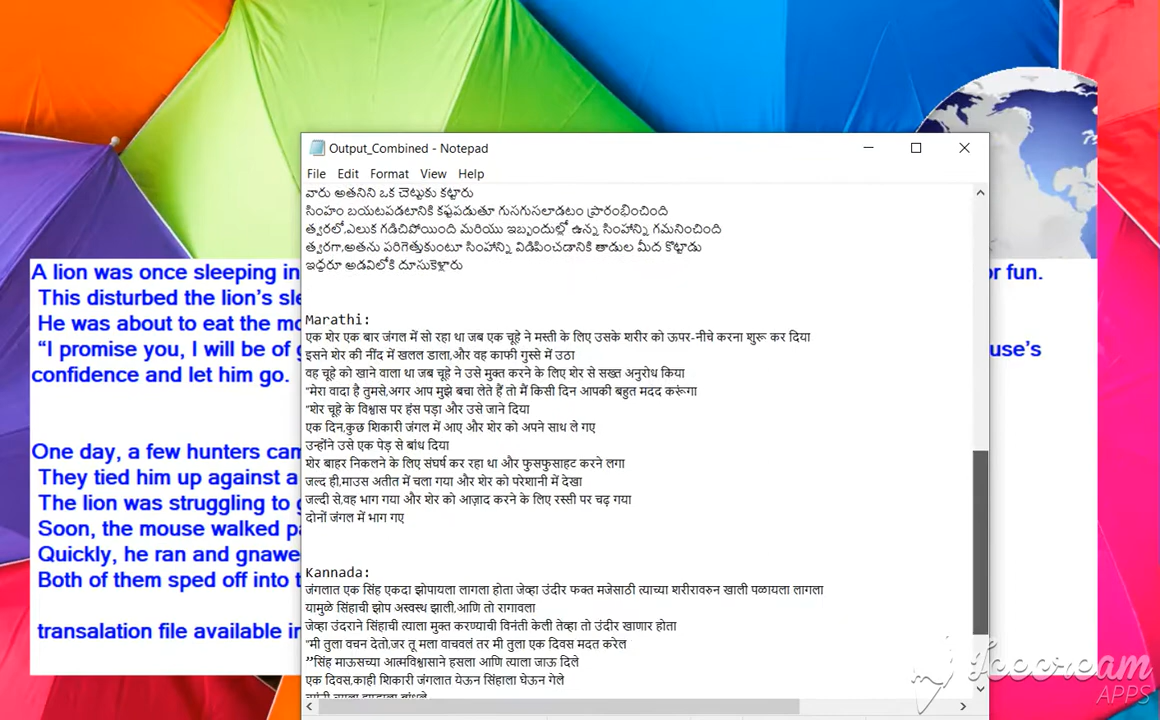 Output_Combined - Notepad
File Edit Format View Help
వారు అతనిని ఒక చెట్టుకు కట్టారు
సింహం బయటపడటానికి కష్టపడుతూ గుసగుసలాడటం ప్రారంభించింది
త్వరలో,ఎలుక గడిచిపోయింది మరియు ఇబ్బందుల్లో ఉన్న సింహాన్ని గమనించింది
త్వరగా,అతను పరిగెత్తుకుంటూ సింహాన్ని విడిపించడానికి తాడుల మీద కొట్టాడు
ఇద్దరూ అడవిలోకి దూసుకెళ్లారు
Marathi:
एक शेर एक बार जंगल में सो रहा था जब एक चूहे ने मस्ती के लिए उसके शरीर को ऊपर-नीचे करना शुरू कर दिया
इसने शेर की नींद में खलल डाला,और वह काफी गुस्से में उठा
वह चूहे को खाने वाला था जब चूहे ने उसे मुक्त करने के लिए शेर से सख्त अनुरोध किया
“मेरा वादा है तुमसे,अगर आप मुझे बचा लेते हैं तो मैं किसी दिन आपकी बहुत मदद करूंगा
”शेर चूहे के विश्वास पर हंस पड़ा और उसे जाने दिया
एक दिन,कुछ शिकारी जंगल में आए और शेर को अपने साथ ले गए
उन्होंने उसे एक पेड़ से बांध दिया
शेर बाहर निकलने के लिए संघर्ष कर रहा था और फुसफुसाहट करने लगा
जल्द ही,माउस अतीत में चला गया और शेर को परेशानी में देखा
जल्दी से,वह भाग गया और शेर को आज़ाद करने के लिए रस्सी पर चढ़ गया
दोनों जंगल में भाग गए
Kannada:
जंगलात एक सिंह एकदा झोपायला लागला होता जेव्हा उंदीर फक्त मजेसाठी त्याच्या शरीरावरुन खाली पळायला लागला
यामुळे सिंहाची झोप अस्वस्थ झाली,आणि तो रागावला
जेव्हा उंदराने सिंहाची त्याला मुक्त करण्याची विनंती केली तेव्हा तो उंदीर खाणार होता
“मी तुला वचन देतो,जर तू मला वाचवलं तर मी तुला एक दिवस मदत करेल
”सिंह माऊसच्या आत्मविश्वासाने हसला आणि त्याला जाऊ दिले
एक दिवस,काही शिकारी जंगलात येऊन सिंहाला घेऊन गेले
A lion was once sleeping in
or fun.
This disturbed the lion’s sle
He was about to eat the mo
“I promise you, I will be of g
use’s
confidence and let him go.
One day, a few hunters cam
They tied him up against a
The lion was struggling to g
Soon, the mouse walked pa
Quickly, he ran and gnawe
Both of them sped off into t
transalation file available in
Icecream
APPS